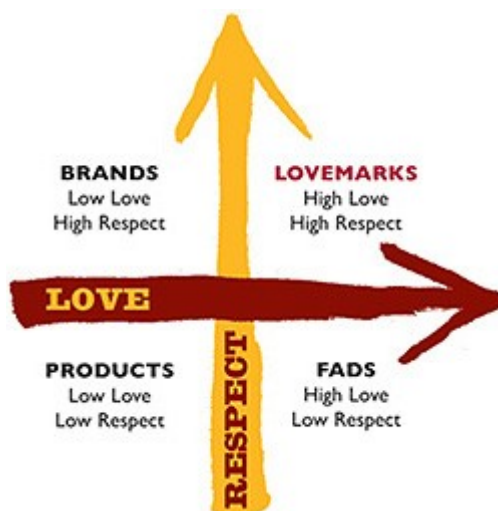 BRANDS
Low Love
High Respect
LOVEMARKS
High Love
High Respect
LOVE
PRODUCTS
Low Love
Low Respect
RESPECT
FADS
High Love
Low Respect